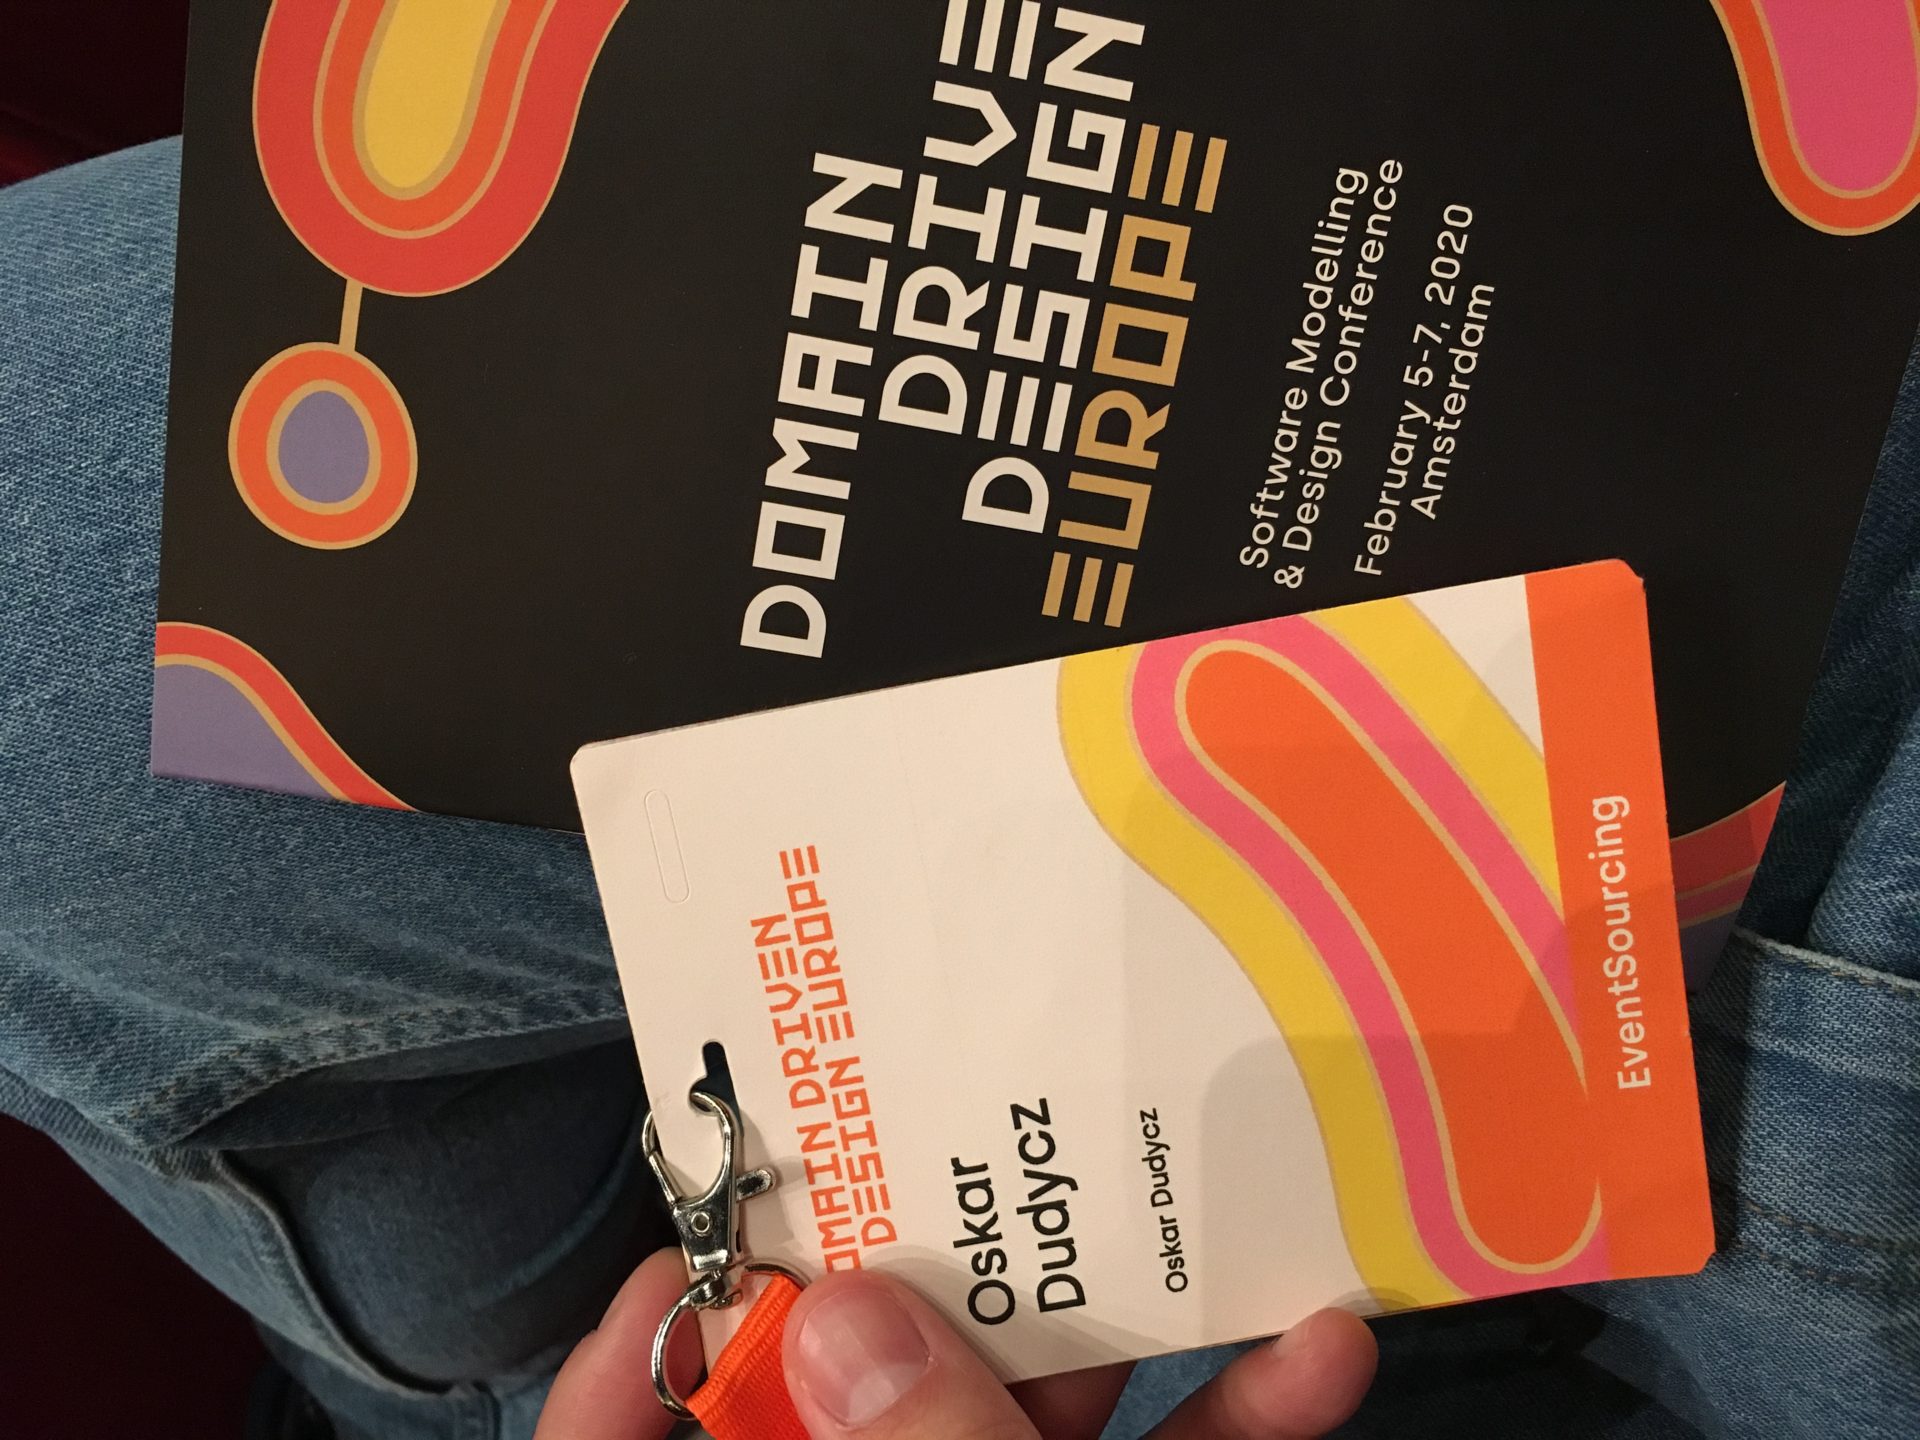 DOMAIN DRIVEN
DESIGN EUROPE
Oskar
Dudycz
Oskar Dudycz
EventSourcing
DOMAIN
DRIVE
DESIGN
EUROPE
Software Modelling
& Design Conference
February 5-7, 2020
Amsterdam